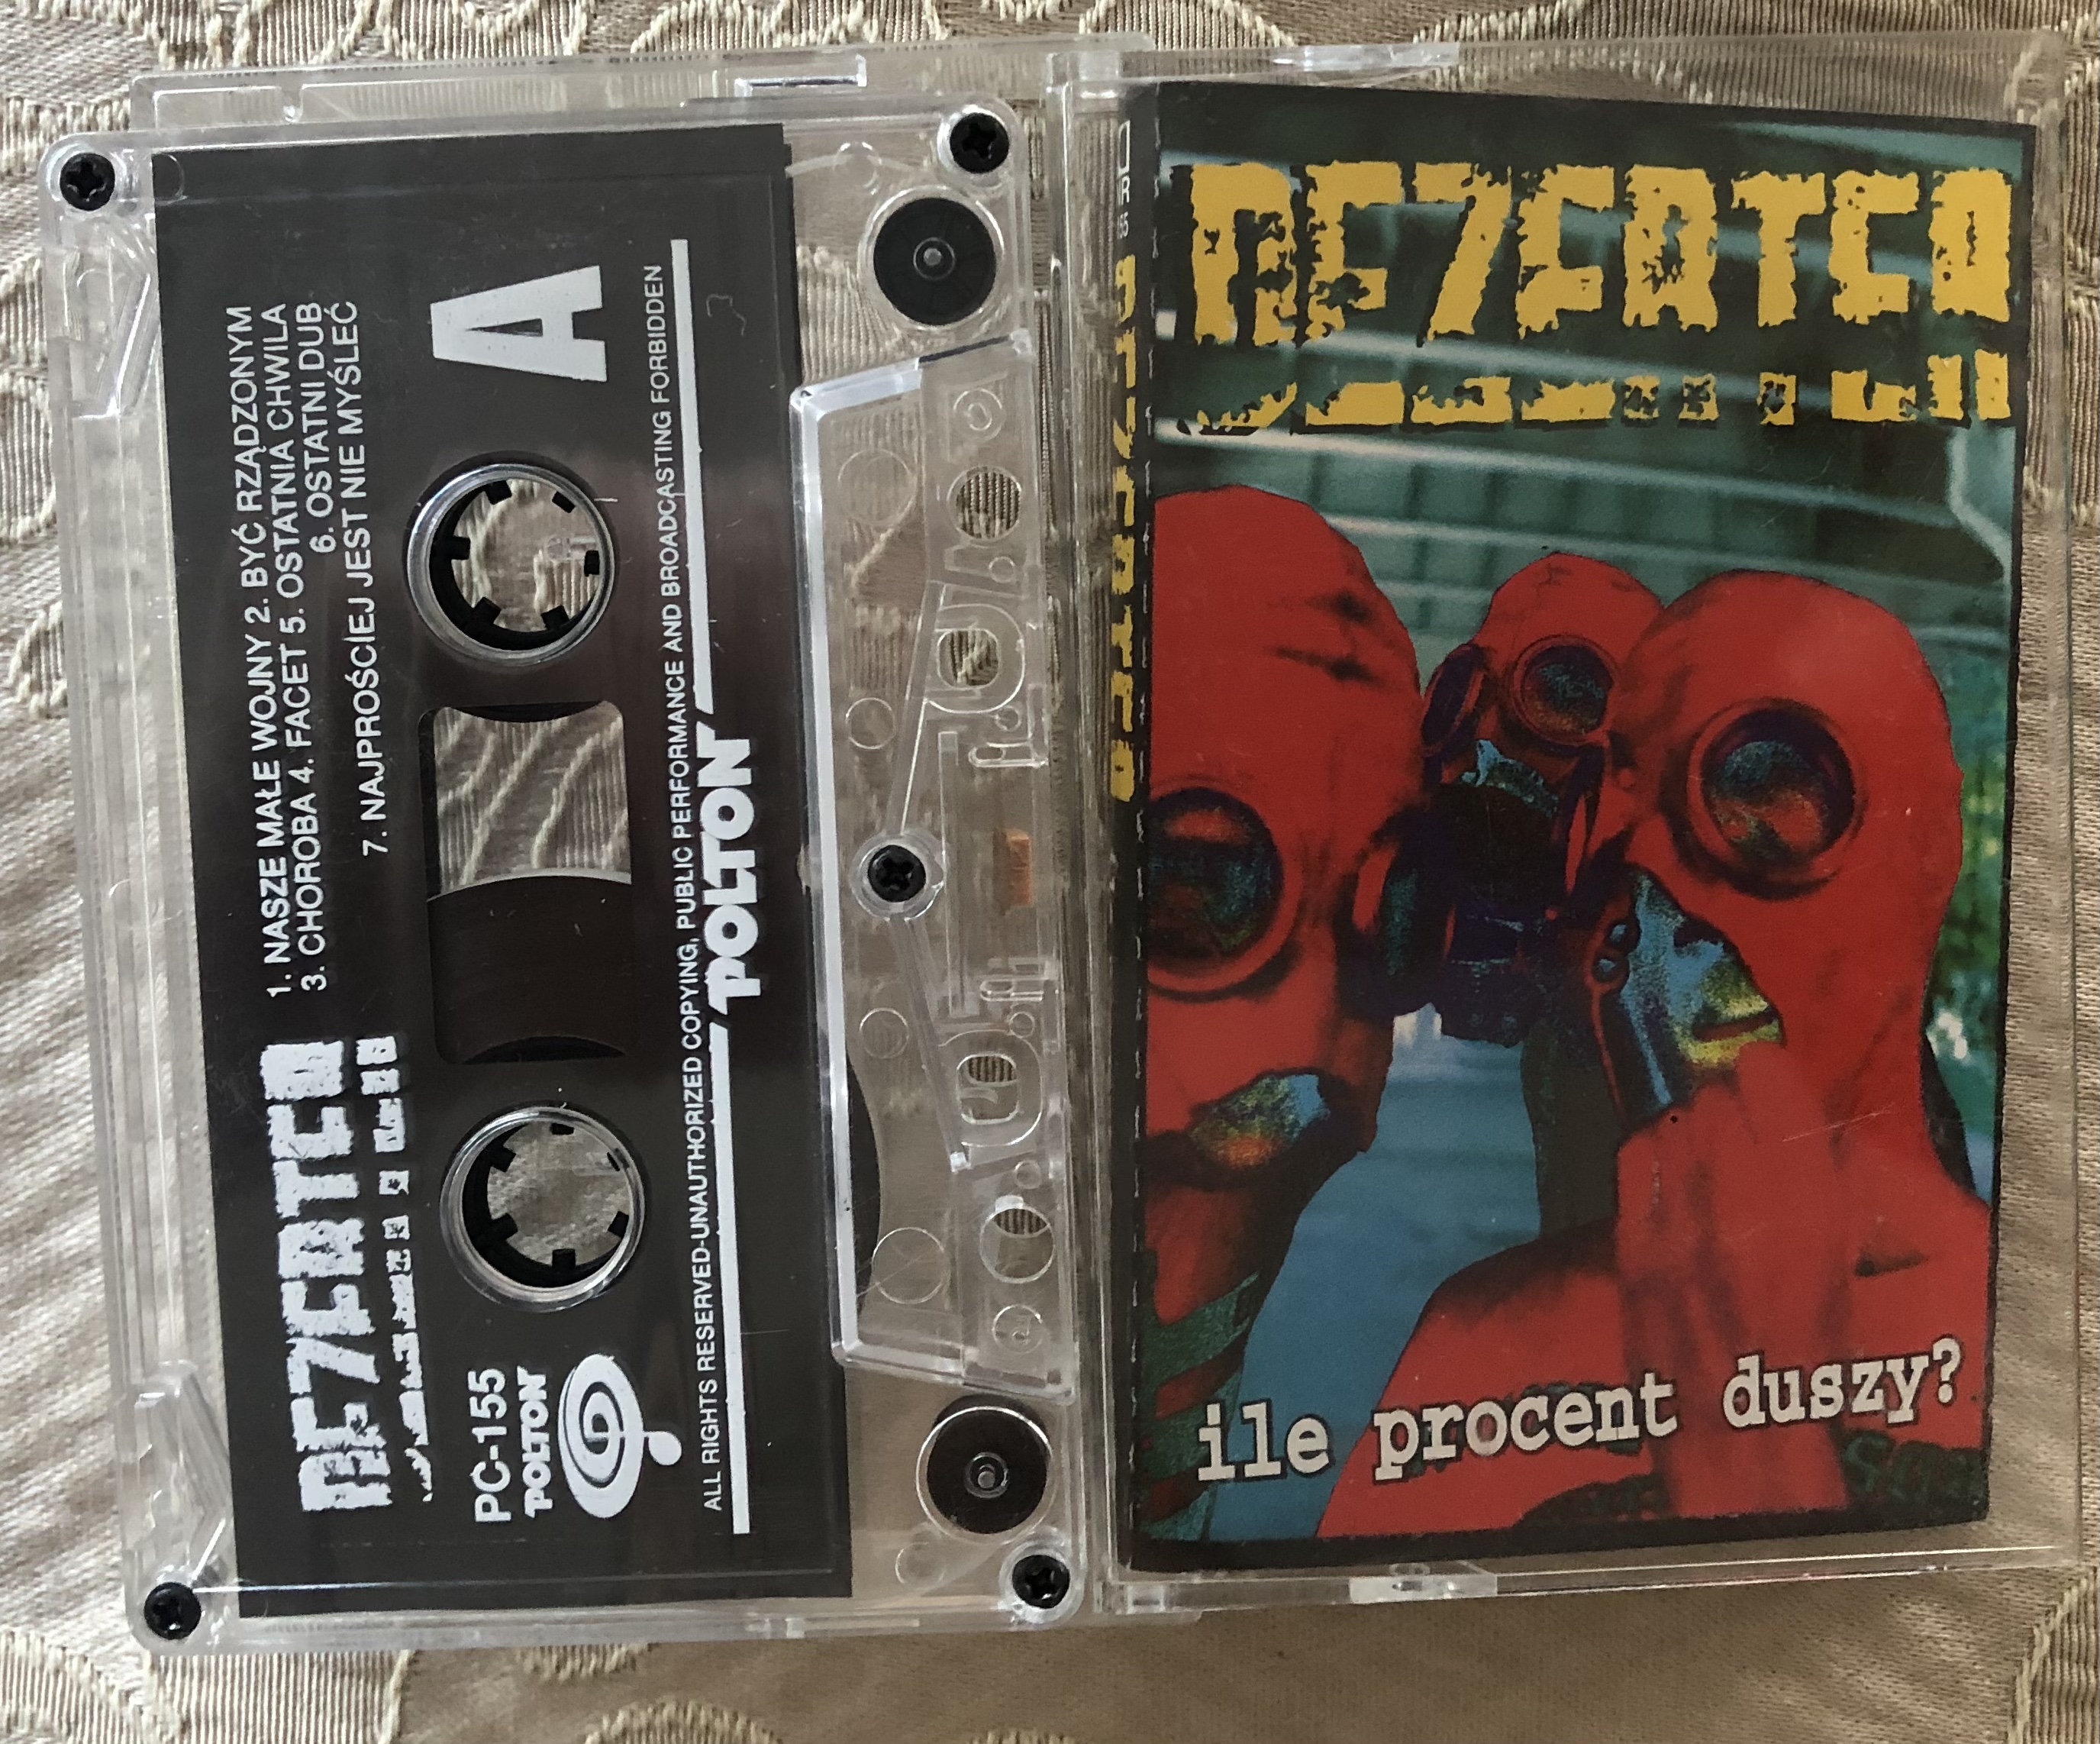 1. NASZE MAŁE WOJNY 2. BYĆ RZĄDZONYM
3. CHOROBA 4. FACET 5. OSTATNIA CHWILA
6. OSTATNI DUB
7. NAJPROŚCIEJ JEST NIE MYŚLEĆ
A
PC-155
POLTON
ALL RIGHTS RESERVED-UNAUTHORIZED COPYING, PUBLIC PERFORMANCE AND BROADCASTING FORBIDDEN
POLTON
ile procent duszy?